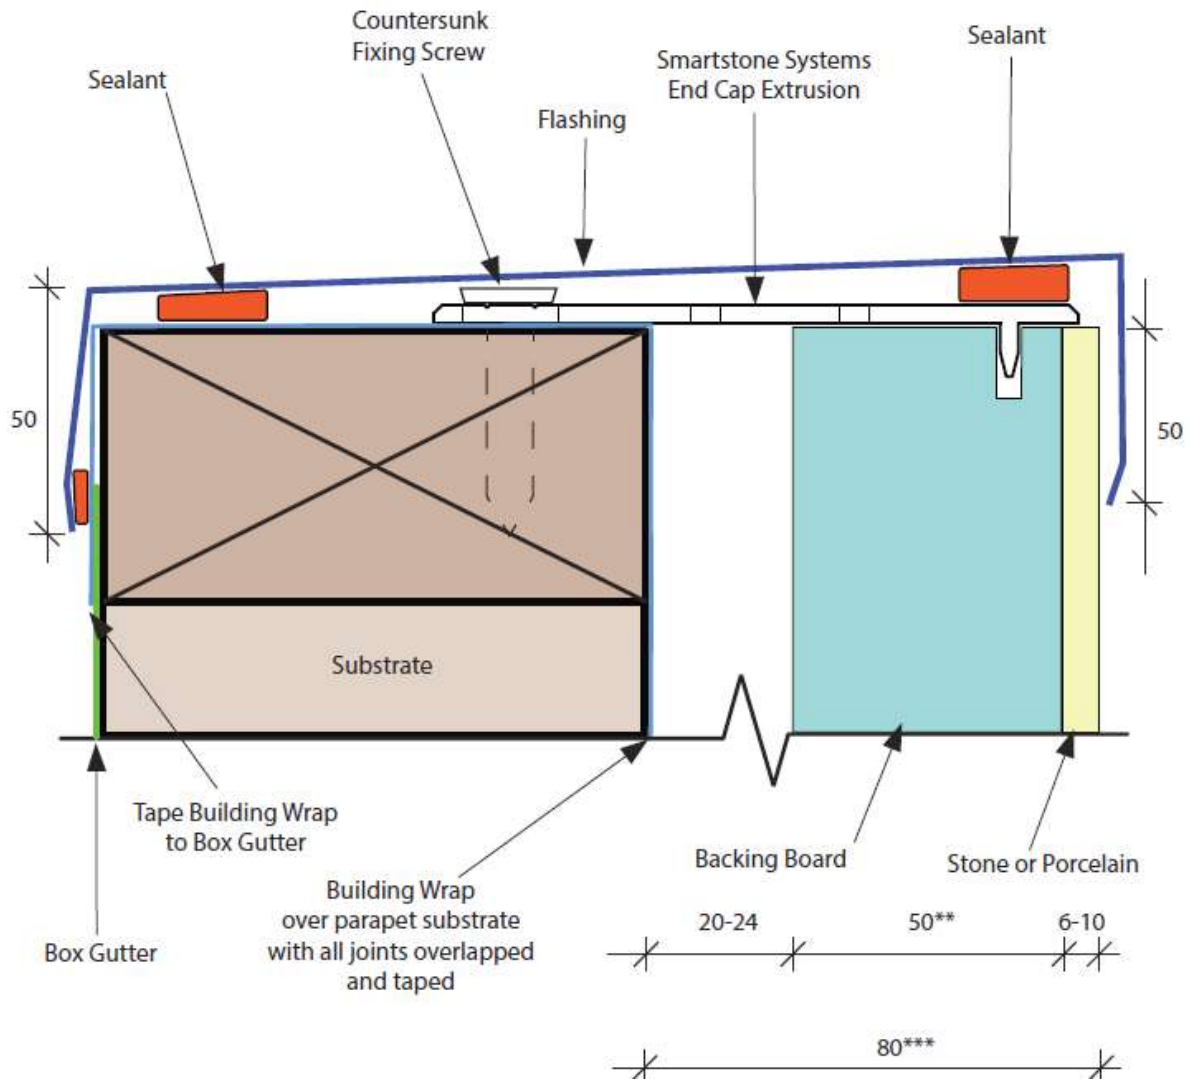 Countersunk
Fixing Screw
Sealant
Smartstone Systems
End Cap Extrusion
Sealant
Flashing
50
50
Substrate
Tape Building Wrap
to Box Gutter
Backing Board
Stone or Porcelain
Building Wrap
over parapet substrate
with all joints overlapped
and taped
Box Gutter
20-24
50**
6-10
80***